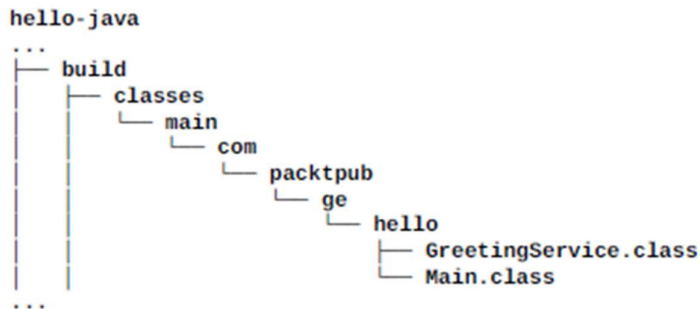 hello-java
...
├── build
│   ├── classes
│   │   └── main
│   │       └── com
│   │           └── packtpub
│   │               └── ge
│   │                   └── hello
│   │                       ├── GreetingService.class
│   │                       └── Main.class
...